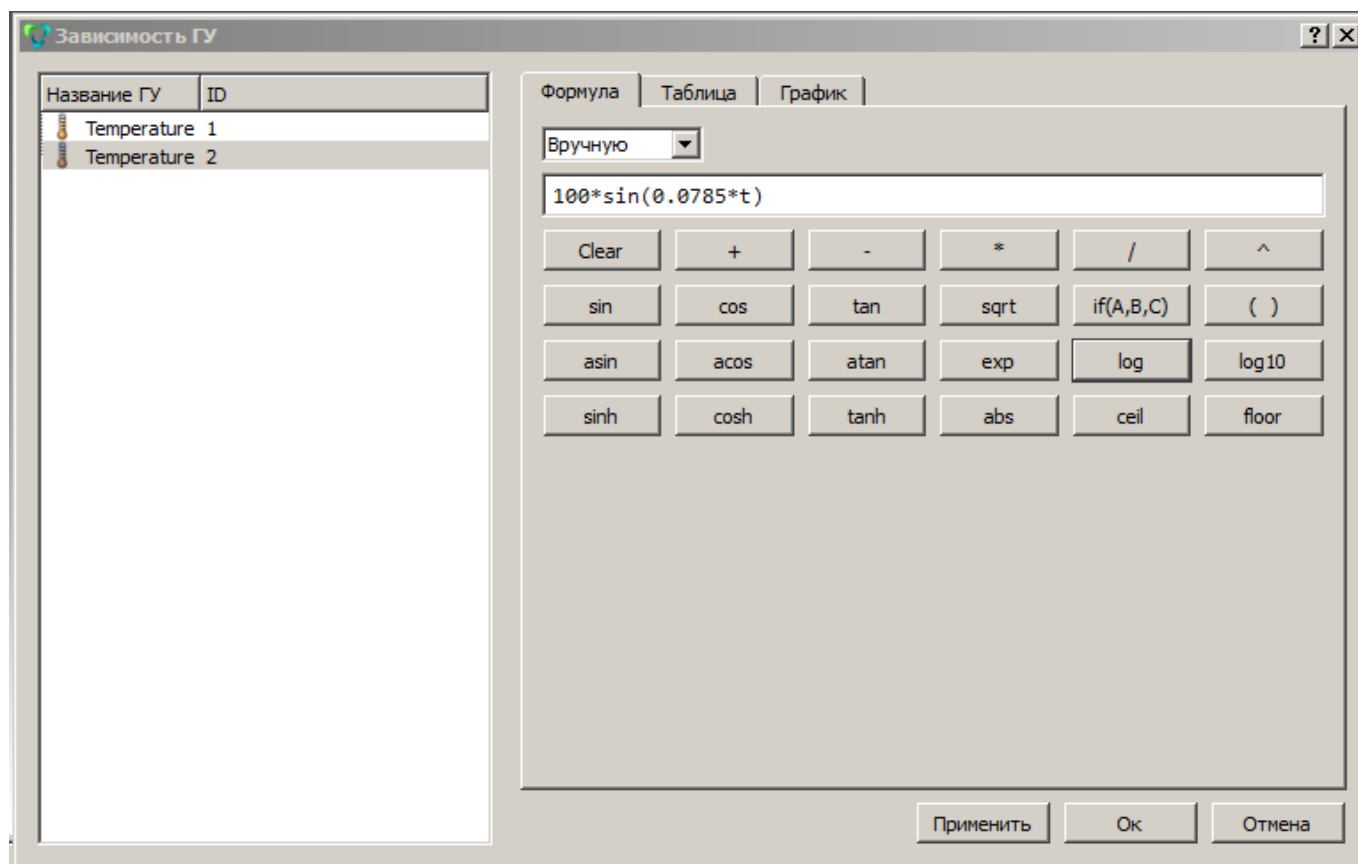 Зависимость ГУ
? X
Название ГУ ID
Temperature 1
Temperature 2
Формула Таблица График
Вручную
100*sin(0.0785*t)
Clear + - * / ^
sin cos tan sqrt if(A,B,C) ( )
asin acos atan exp log log10
sinh cosh tanh abs ceil floor
Применить Ок Отмена